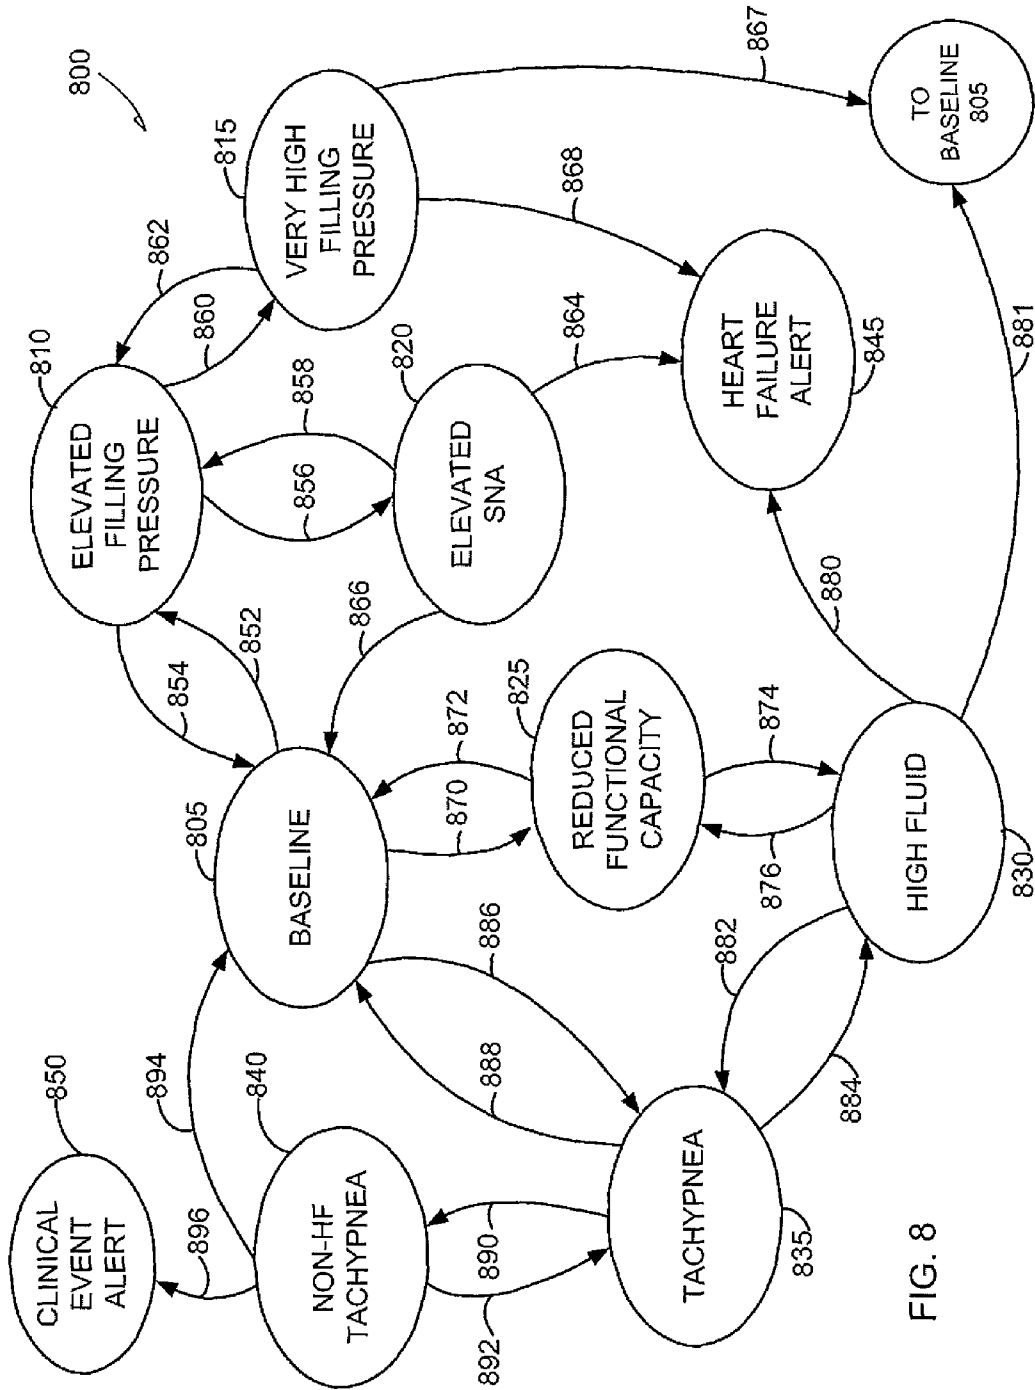 810
850
CLINICAL
EVENT
ALERT
ELEVATED
FILLING
PRESSURE
800
862
894
896
854
860
805
840
815
852
NON-HF
TACHYPNEA
BASELINE
VERY HIGH
FILLING
PRESSURE
858
856
866
820
890
892
888
886
870
872
ELEVATED
SNA
825
868
864
REDUCED
FUNCTIONAL
CAPACITY
TACHYPNEA
882
876
874
867
HEART
FAILURE
ALERT
835
884
880
845
HIGH FLUID
TO
BASELINE
805
881
830
FIG. 8